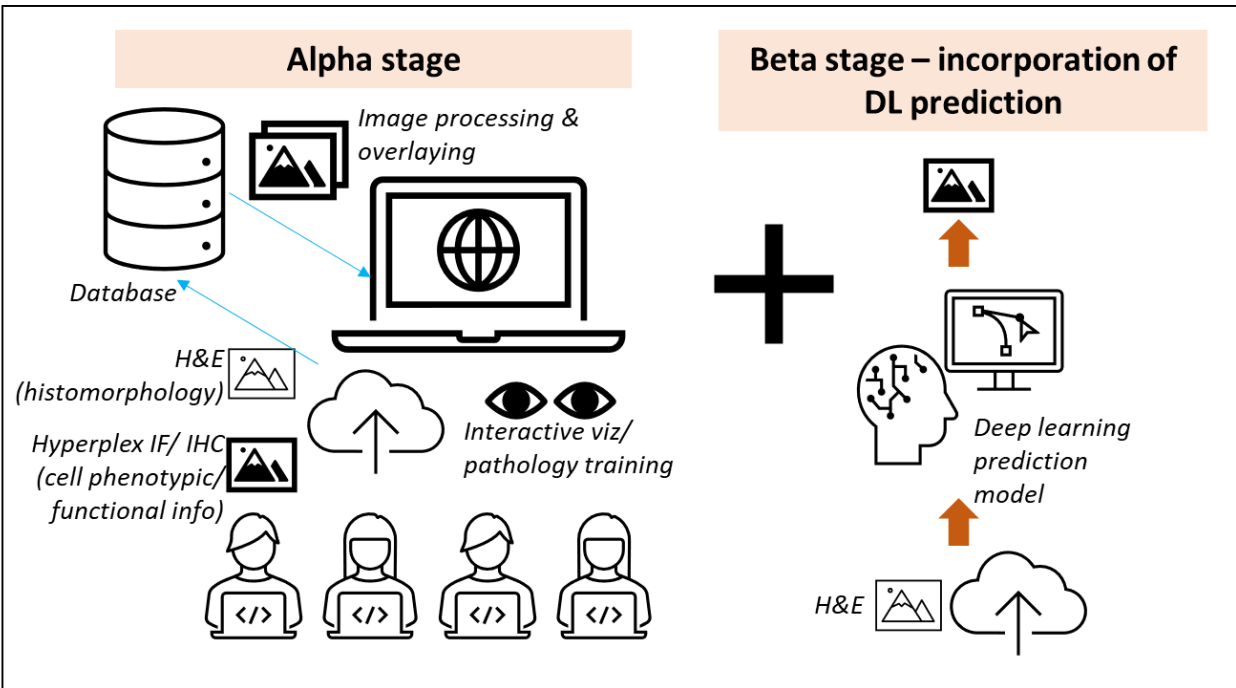 Alpha stage
Image processing &
overlaying
Database
H&E
(histomorphology)
Hyperplex IF/ IHC
(cell phenotypic/
functional info)
Interactive viz/
pathology training
</>
</>
</>
</>
Beta stage – incorporation of
DL prediction
Deep learning
prediction
model
H&E